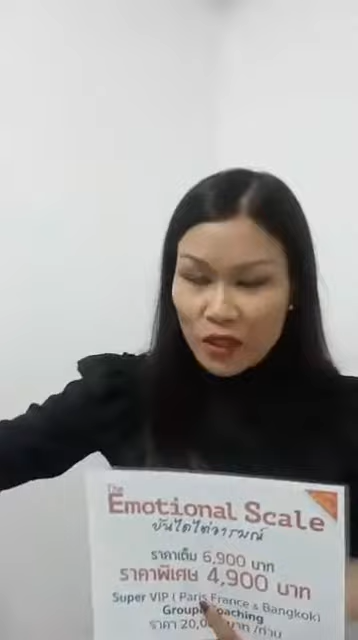 The
Emotional Scale
บันไดไต่อารมณ์
ราคาเต็ม 6,900 บาท
ราคาพิเศษ 4,900 บาท
Super VIP ( Paris France & Bangkok)
Group Coaching
ราคา 20,00 บาท /ท่าน